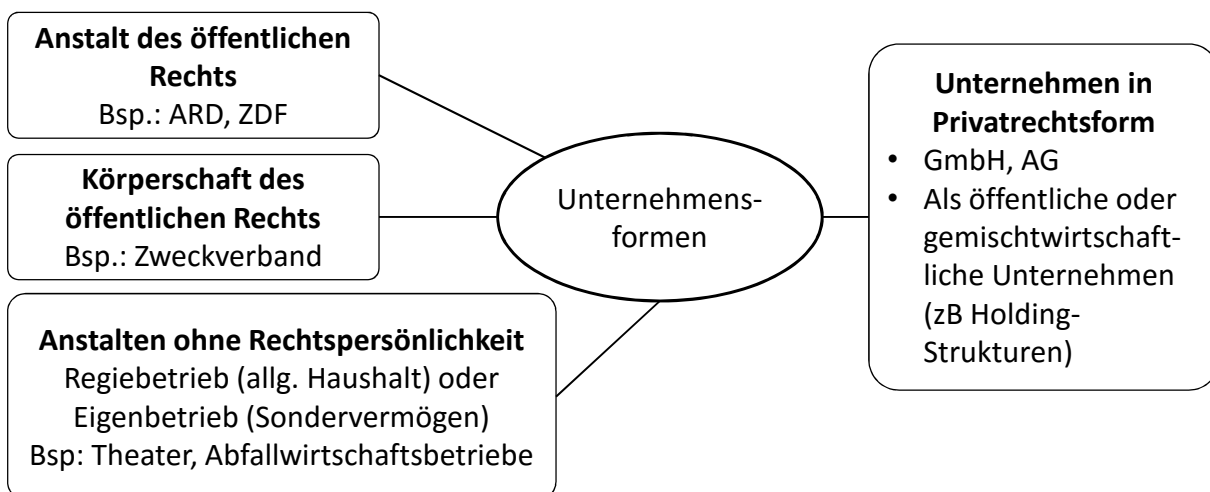 Anstalt des öffentlichen
Rechts
Bsp.: ARD, ZDF
Körperschaft des
öffentlichen Rechts
Bsp.: Zweckverband
Anstalten ohne Rechtspersönlichkeit
Regiebetrieb (allg. Haushalt) oder
Eigenbetrieb (Sondervermögen)
Bsp: Theater, Abfallwirtschaftsbetriebe
Unternehmens-
formen
Unternehmen in
Privatrechtsform
• GmbH, AG
• Als öffentliche oder
gemischtwirtschaft-
liche Unternehmen
(zB Holding-
Strukturen)